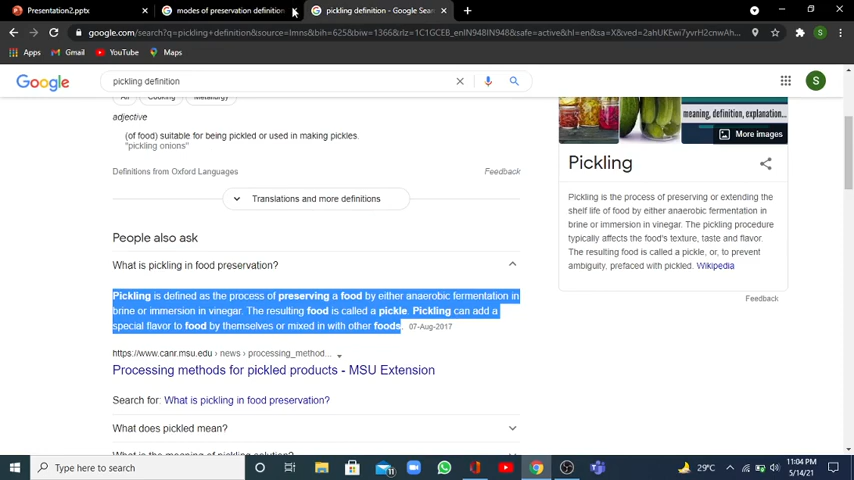 Presentation2.pptx
modes of preservation definition
pickling definition - Google Sear
google.com/search?q=pickling+definition&source=lmns&bih=625&biw=1366&rlz=1C1GCEB_enIN948IN948&safe=active&hl=en&sa=X&ved=2ahUKEwi7yvrH2cnwAh...
Apps
Gmail
YouTube
Maps
Google
pickling definition
S
All
Cooking
Metallurgy
adjective
(of food) suitable for being pickled or used in making pickles.
"pickling onions"
Definitions from Oxford Languages
Feedback
Translations and more definitions
People also ask
What is pickling in food preservation?
Pickling is defined as the process of preserving a food by either anaerobic fermentation in
brine or immersion in vinegar. The resulting food is called a pickle. Pickling can add a
special flavor to food by themselves or mixed in with other foods.
07-Aug-2017
https://www.canr.msu.edu › news › processing_method...
Processing methods for pickled products - MSU Extension
Search for: What is pickling in food preservation?
What does pickled mean?
What is the meaning of pickling solution?
meaning, definition, explanation...
More images
Pickling
Pickling is the process of preserving or extending the
shelf life of food by either anaerobic fermentation in
brine or immersion in vinegar. The pickling procedure
typically affects the food's texture, taste and flavor.
The resulting food is called a pickle, or, to prevent
ambiguity, prefaced with pickled. Wikipedia
Feedback
Type here to search
29°C
11:04 PM
5/14/21